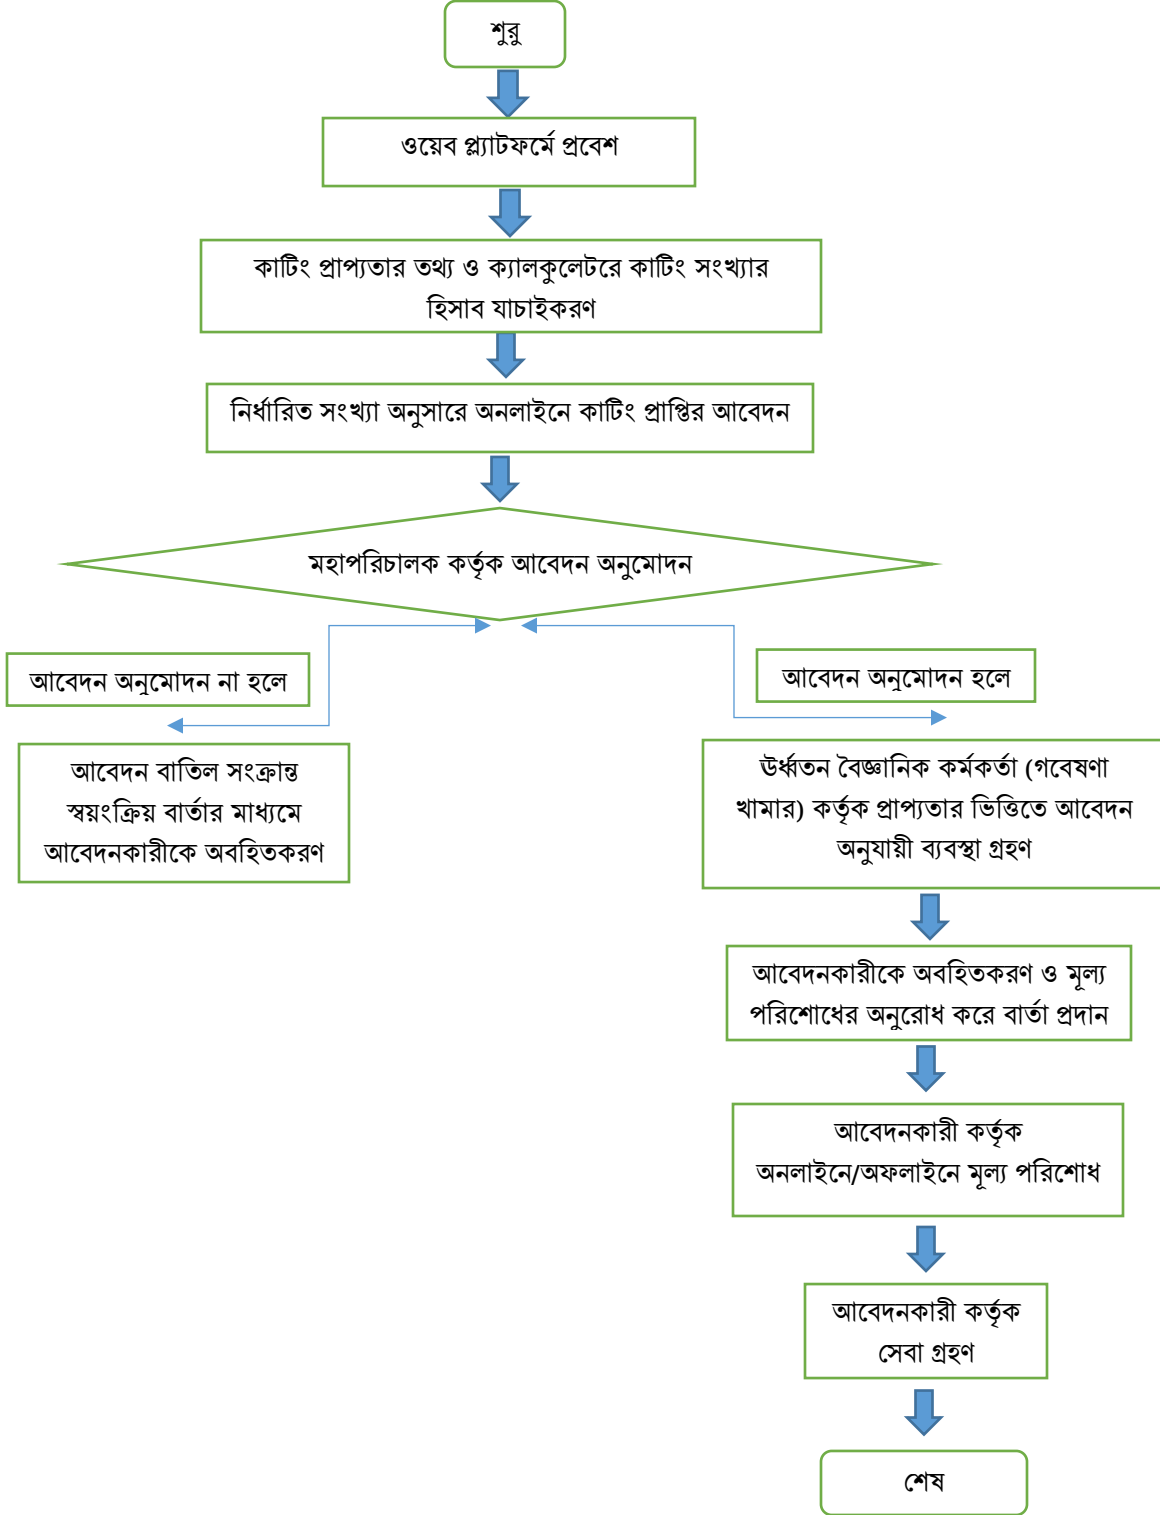 শুরু
ওয়েব প্ল্যাটফর্মে প্রবেশ
কাটিং প্রাপ্যতার তথ্য ও ক্যালকুলেটরে কাটিং সংখ্যার
হিসাব যাচাইকরণ
নির্ধারিত সংখ্যা অনুসারে অনলাইনে কাটিং প্রাপ্তির আবেদন
মহাপরিচালক কর্তৃক আবেদন অনুমোদন
আবেদন অনুমোদন না হলে
আবেদন অনুমোদন হলে
আবেদন বাতিল সংক্রান্ত
স্বয়ংক্রিয় বার্তার মাধ্যমে
আবেদনকারীকে অবহিতকরণ
ঊর্ধ্বতন বৈজ্ঞানিক কর্মকর্তা (গবেষণা
খামার) কর্তৃক প্রাপ্যতার ভিত্তিতে আবেদন
অনুযায়ী ব্যবস্থা গ্রহণ
আবেদনকারীকে অবহিতকরণ ও মূল্য
পরিশোধের অনুরোধ করে বার্তা প্রদান
আবেদনকারী কর্তৃক
অনলাইনে/অফলাইনে মূল্য পরিশোধ
আবেদনকারী কর্তৃক
সেবা গ্রহণ
শেষ